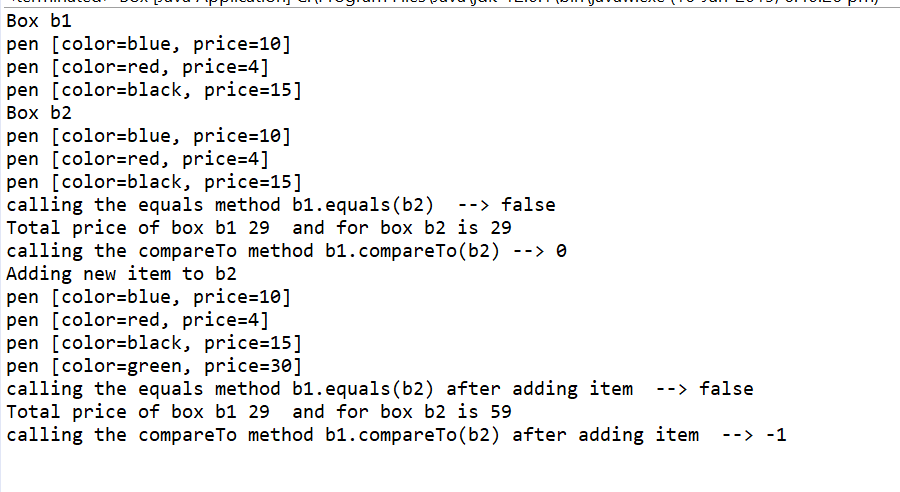 Box b1
pen [color=blue, price=10]
pen [color=red, price=4]
pen [color=black, price=15]
Box b2
pen [color=blue, price=10]
pen [color=red, price=4]
pen [color=black, price=15]
calling the equals method b1.equals(b2)  --> false
Total price of box b1 29  and for box b2 is 29
calling the compareTo method b1.compareTo(b2) --> 0
Adding new item to b2
pen [color=blue, price=10]
pen [color=red, price=4]
pen [color=black, price=15]
pen [color=green, price=30]
calling the equals method b1.equals(b2) after adding item  --> false
Total price of box b1 29  and for box b2 is 59
calling the compareTo method b1.compareTo(b2) after adding item  --> -1